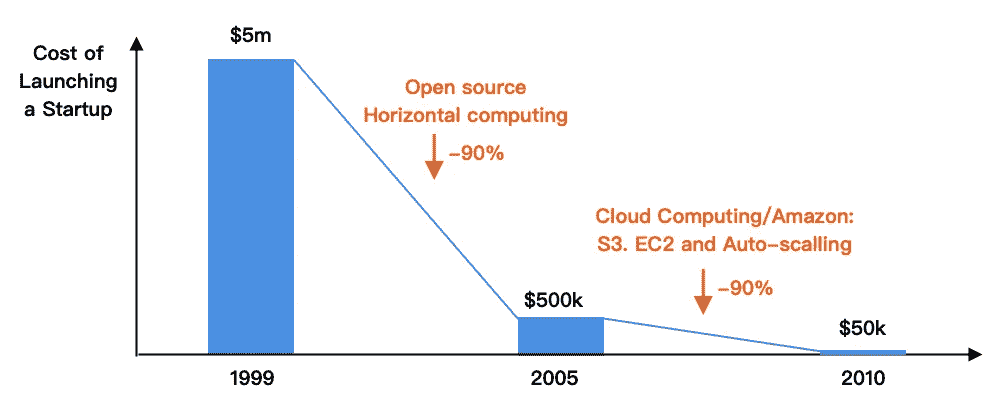 $5m
Cost of
Launching
a Startup
Open source
Horizontal computing
–90%
Cloud Computing/Amazon:
S3. EC2 and Auto–scalling
–90%
$500k
$50k
1999
2005
2010